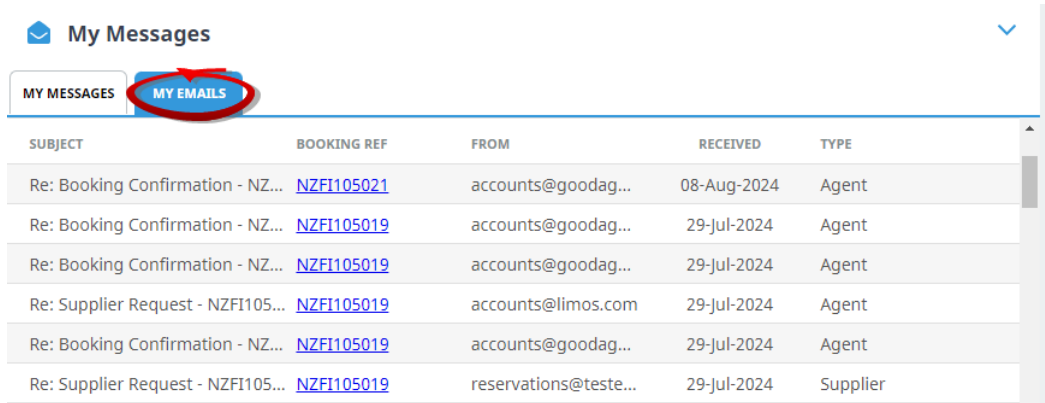 My Messages
MY MESSAGES MY EMAILS
SUBJECT BOOKING REF FROM RECEIVED TYPE
Re: Booking Confirmation - NZ... NZFI105021 accounts@goodag... 08-Aug-2024 Agent
Re: Booking Confirmation - NZ... NZFI105019 accounts@goodag... 29-Jul-2024 Agent
Re: Booking Confirmation - NZ... NZFI105019 accounts@goodag... 29-Jul-2024 Agent
Re: Supplier Request - NZFI105... NZFI105019 accounts@limos.com 29-Jul-2024 Agent
Re: Booking Confirmation - NZ... NZFI105019 accounts@goodag... 29-Jul-2024 Agent
Re: Supplier Request - NZFI105... NZFI105019 reservations@teste... 29-Jul-2024 Supplier